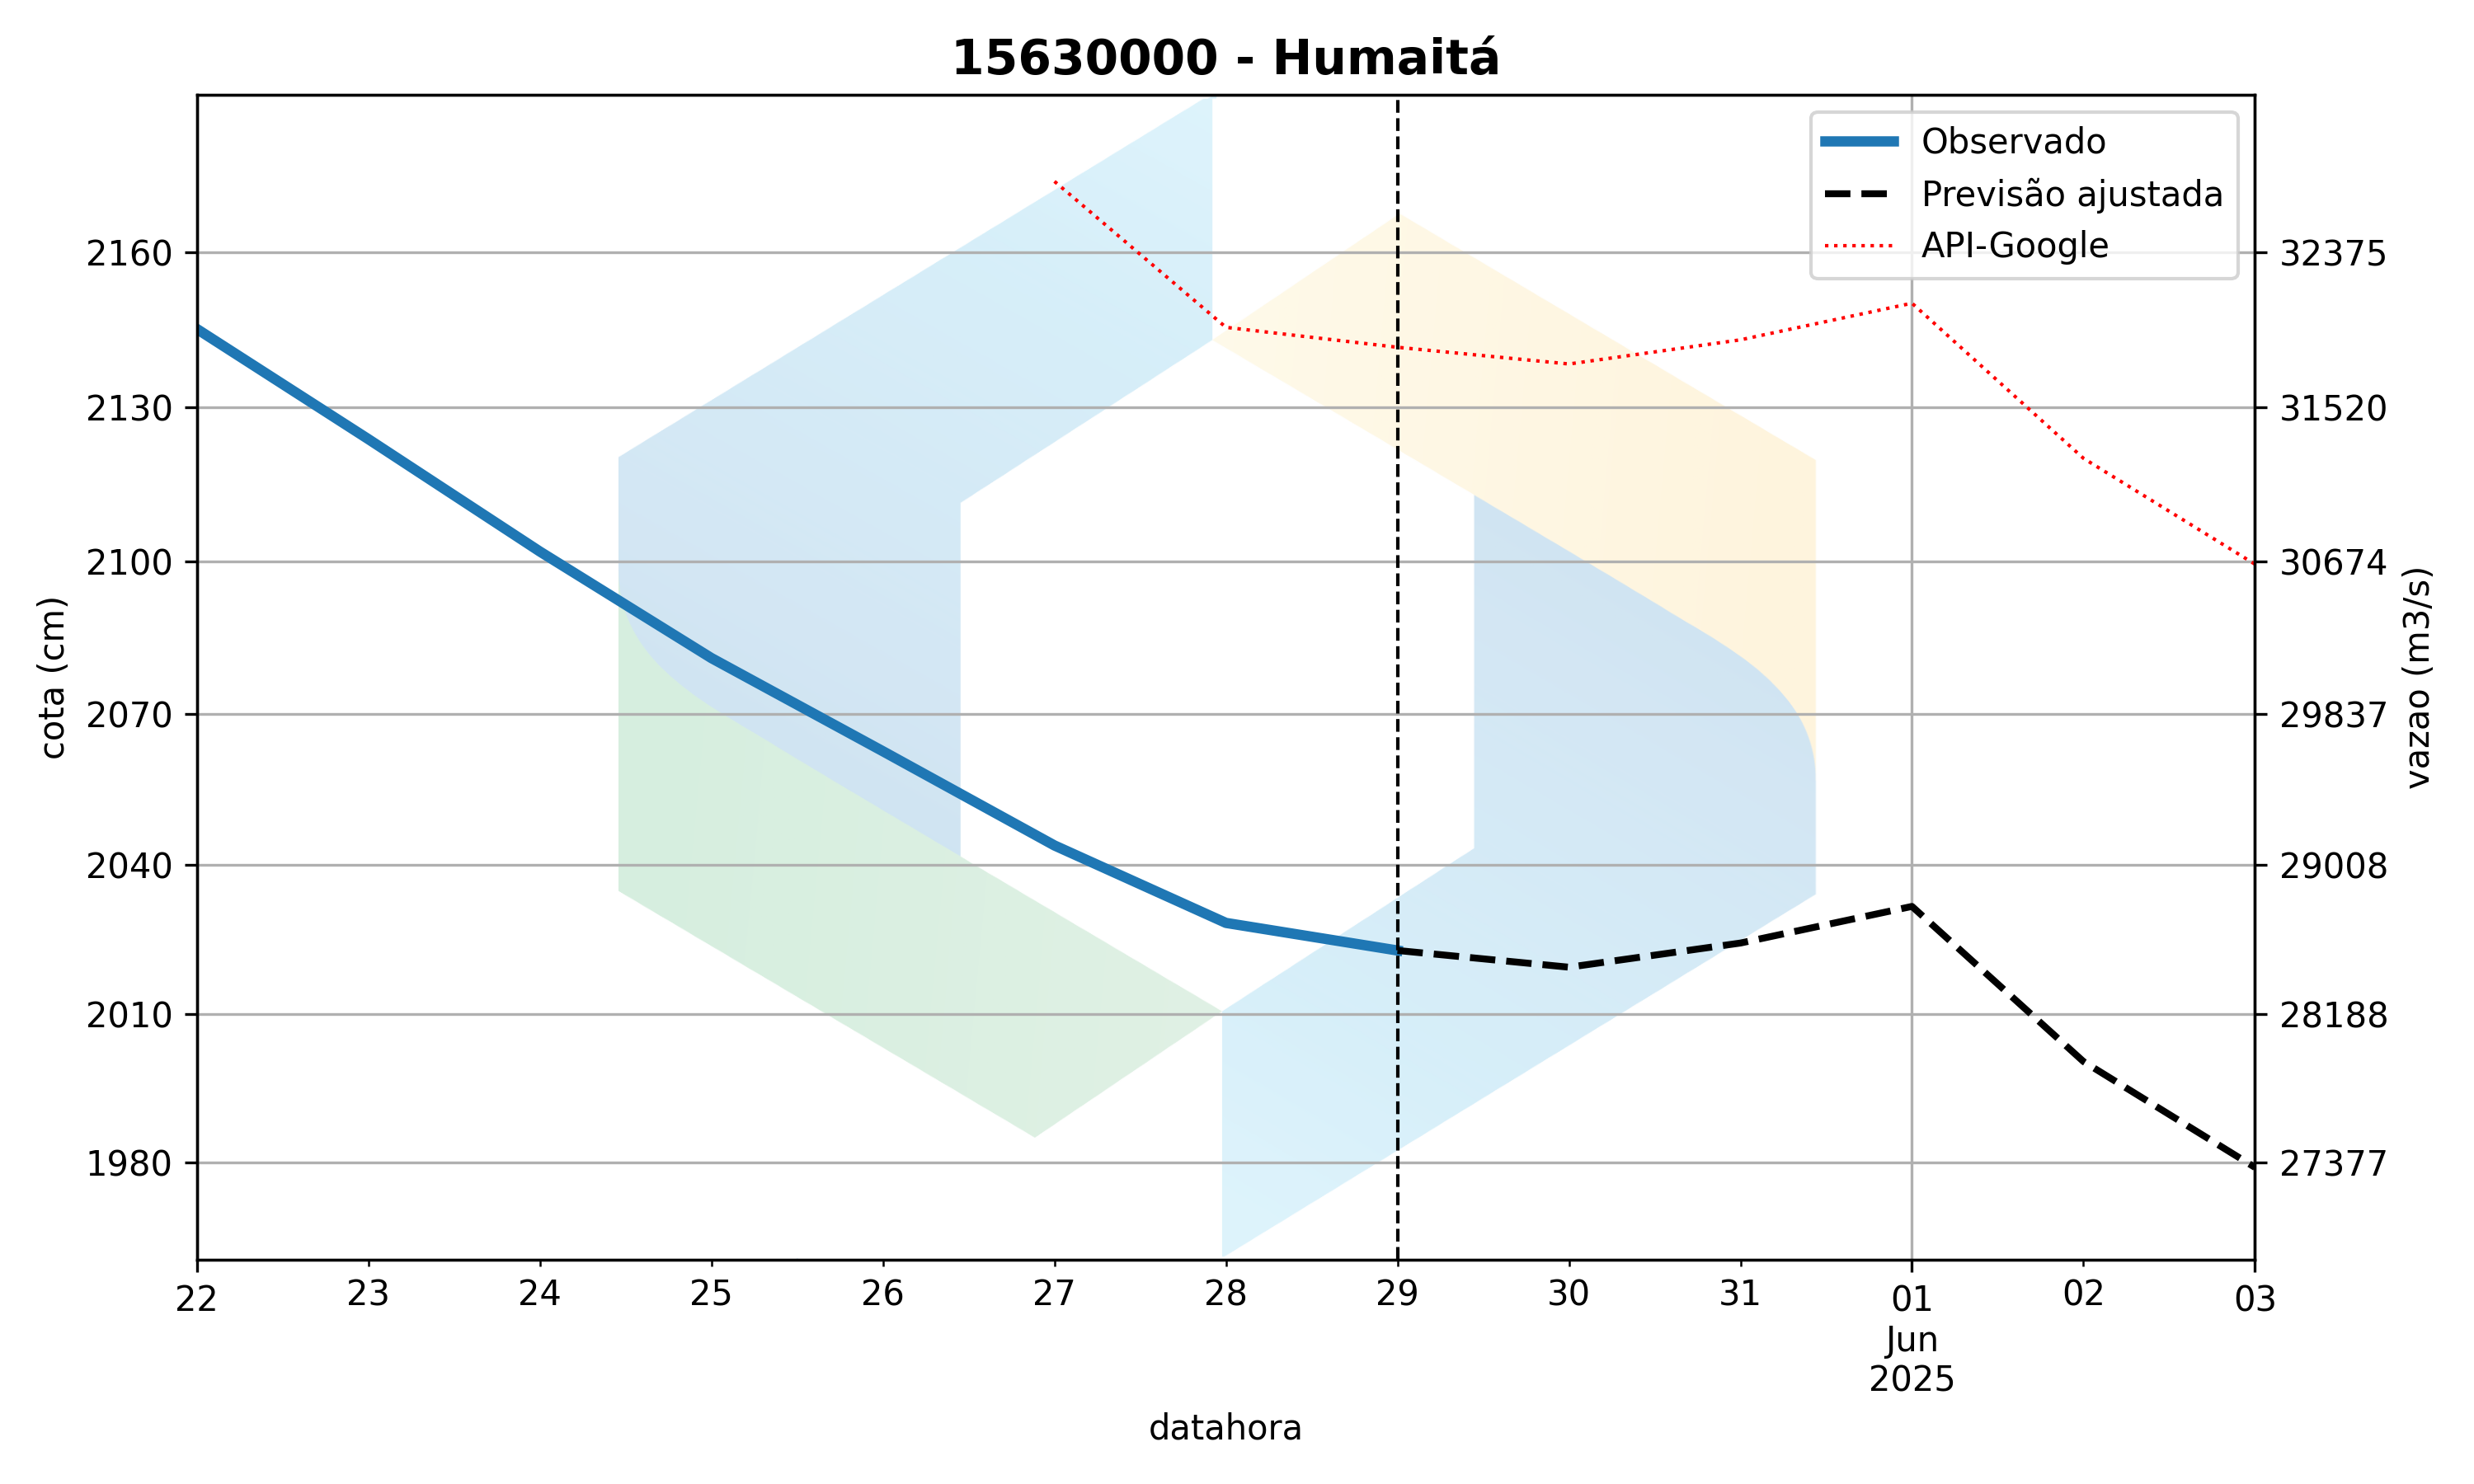 15630000 - Humaitá
Observado
Previsão ajustada
API-Google
2160
2130
2100
2070
2040
2010
1980
cota (cm)
32375
31520
30674
29837
29008
28188
27377
vazao (m3/s)
22 23 24 25 26 27 28 29 30 31 01 02 03
Jun
2025
datahora